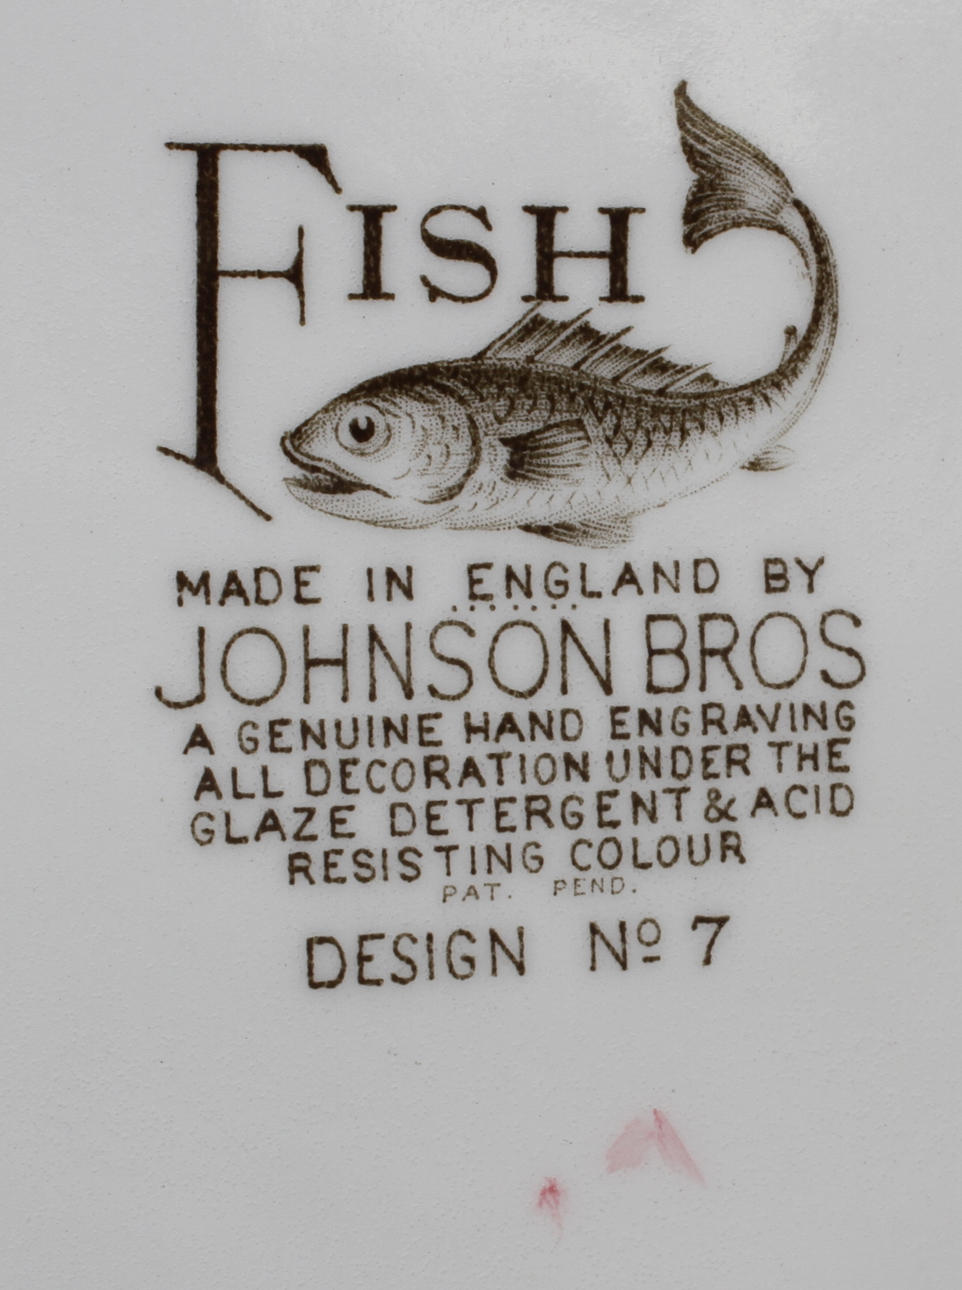 FISH
MADE IN ENGLAND BY
JOHNSON BROS
A GENUINE HAND ENGRAVING
ALL DECORATION UNDER THE
GLAZE DETERGENT & ACID
RESISTING COLOUR
PAT. PEND.
DESIGN Nº 7